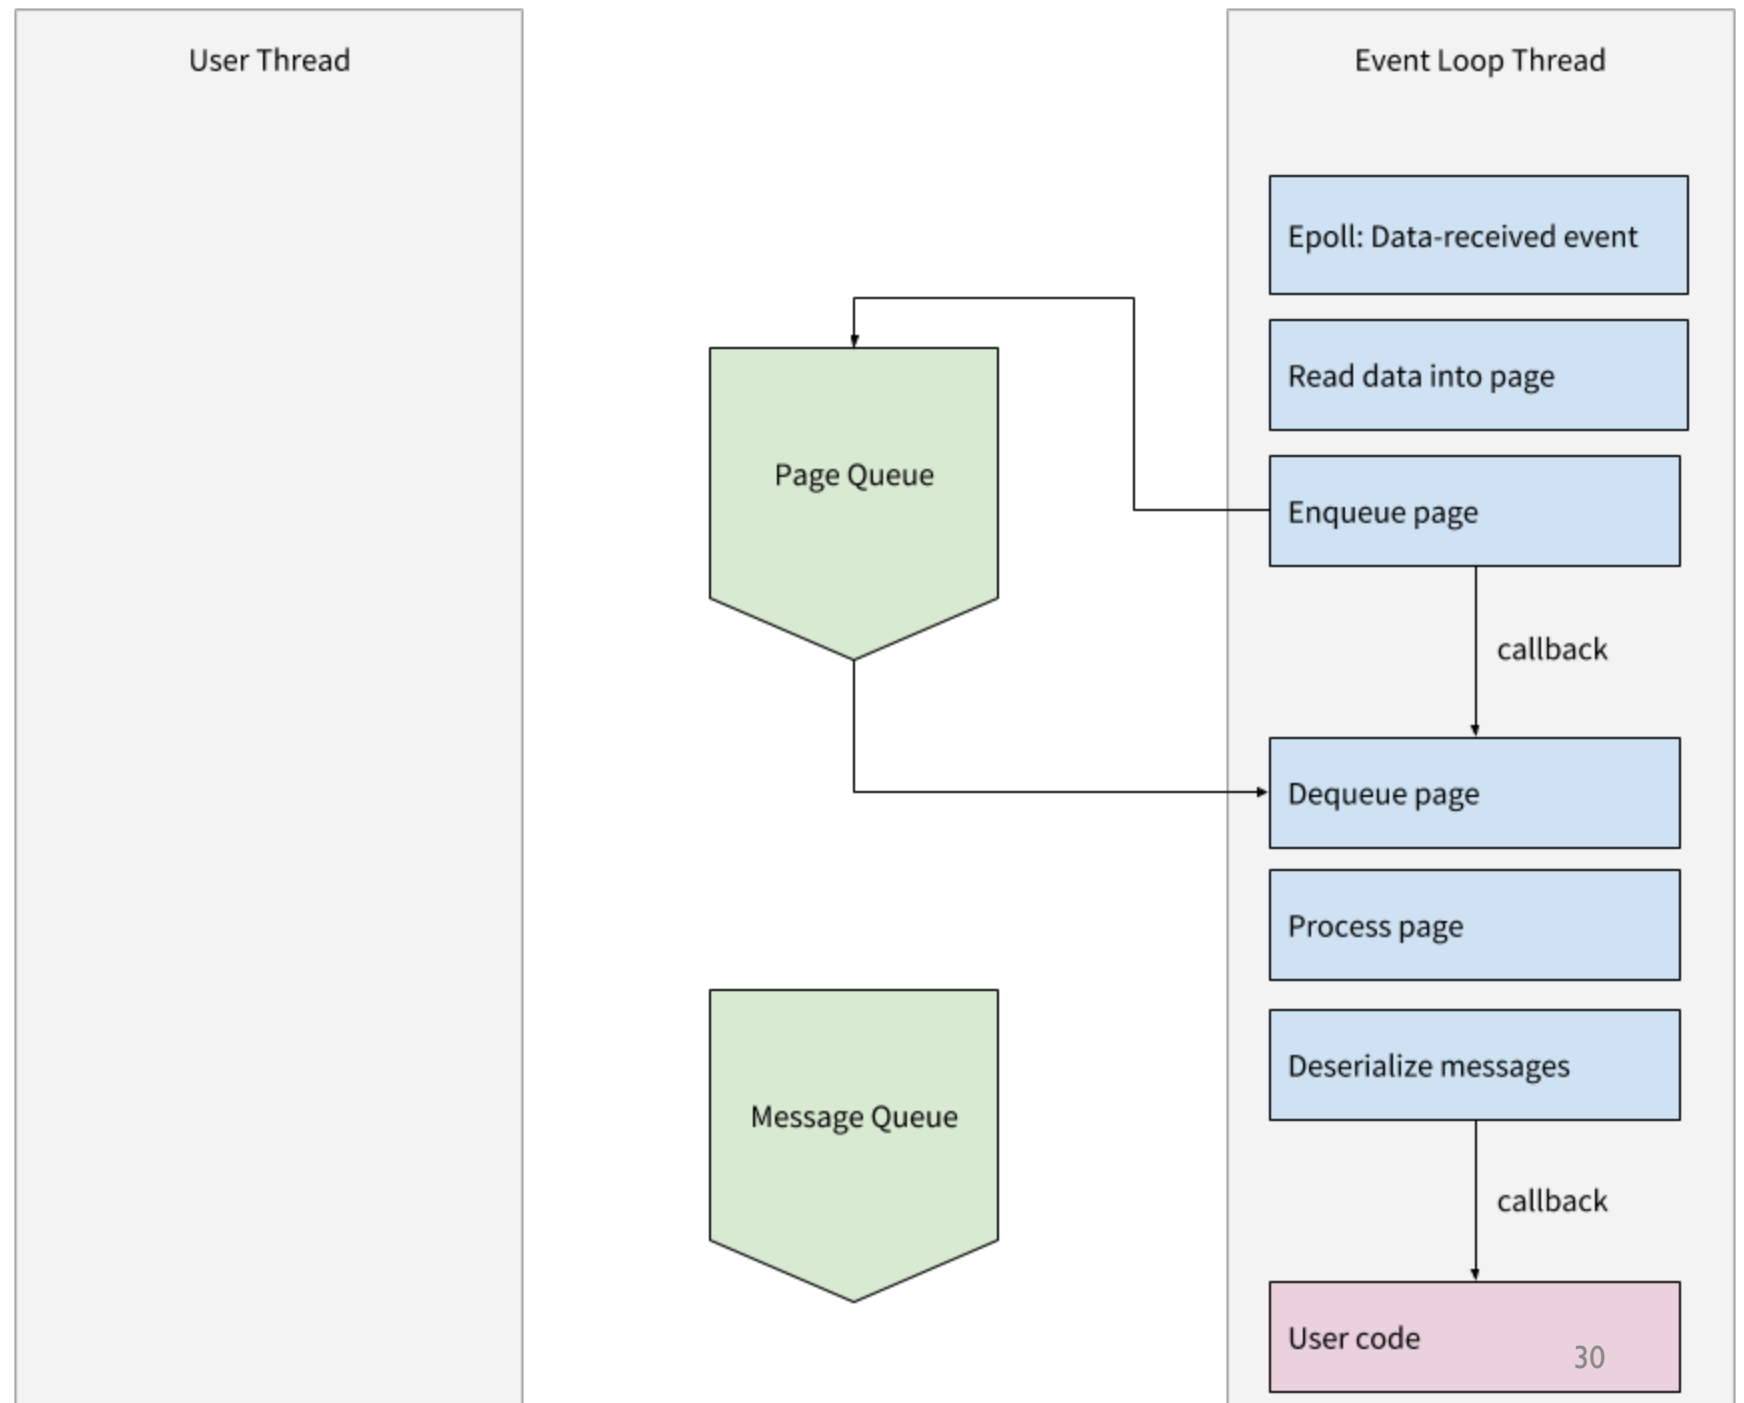 User Thread
Event Loop Thread
Epoll: Data-received event
Read data into page
Page Queue
Enqueue page
callback
Dequeue page
Process page
Deserialize messages
Message Queue
callback
User code
30